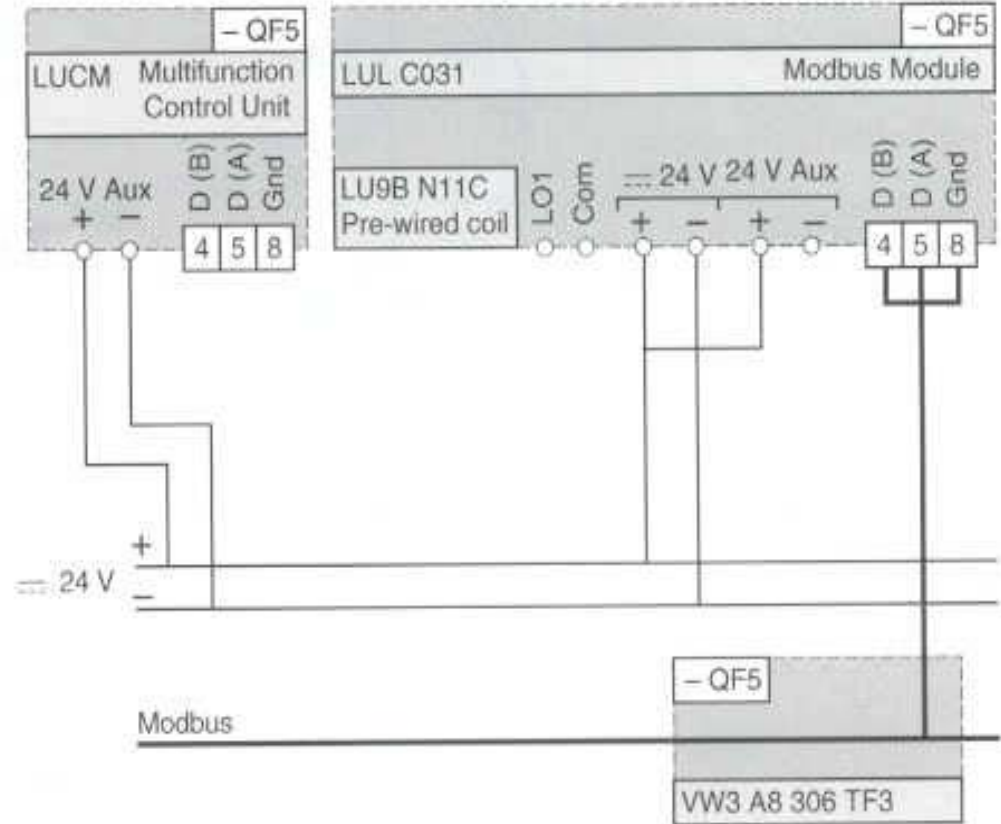 – QF5
LUCM Multifunction
Control Unit
24 V Aux
+ –
D (B)
D (A)
Gnd
4 5 8
– QF5
LUL C031 Modbus Module
LU9B N11C
Pre-wired coil
LO1
Com
⎓ 24 V 24 V Aux
+ – + –
D (B)
D (A)
Gnd
4 5 8
+
⎓ 24 V
–
– QF5
Modbus
VW3 A8 306 TF3